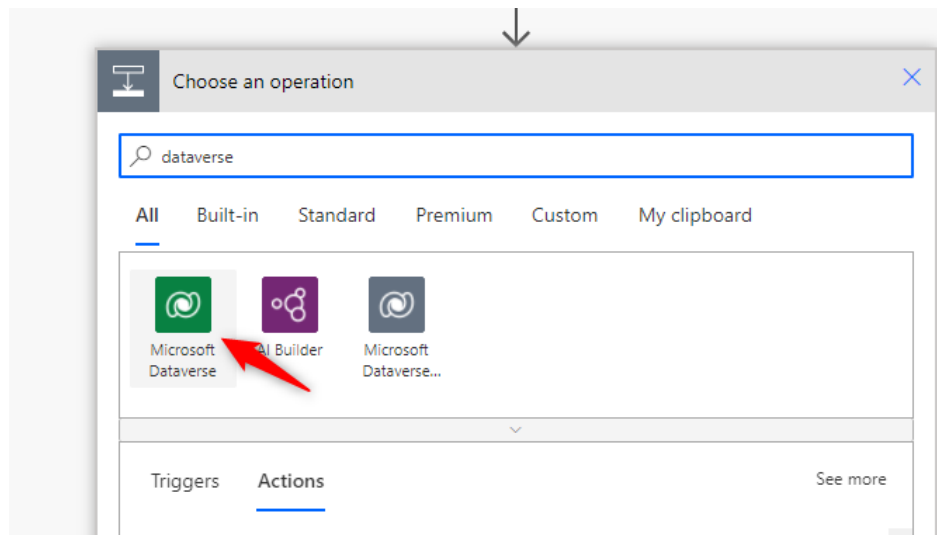 Choose an operation
dataverse
All Built-in Standard Premium Custom My clipboard
Microsoft Dataverse
AI Builder
Microsoft Dataverse...
Triggers Actions See more